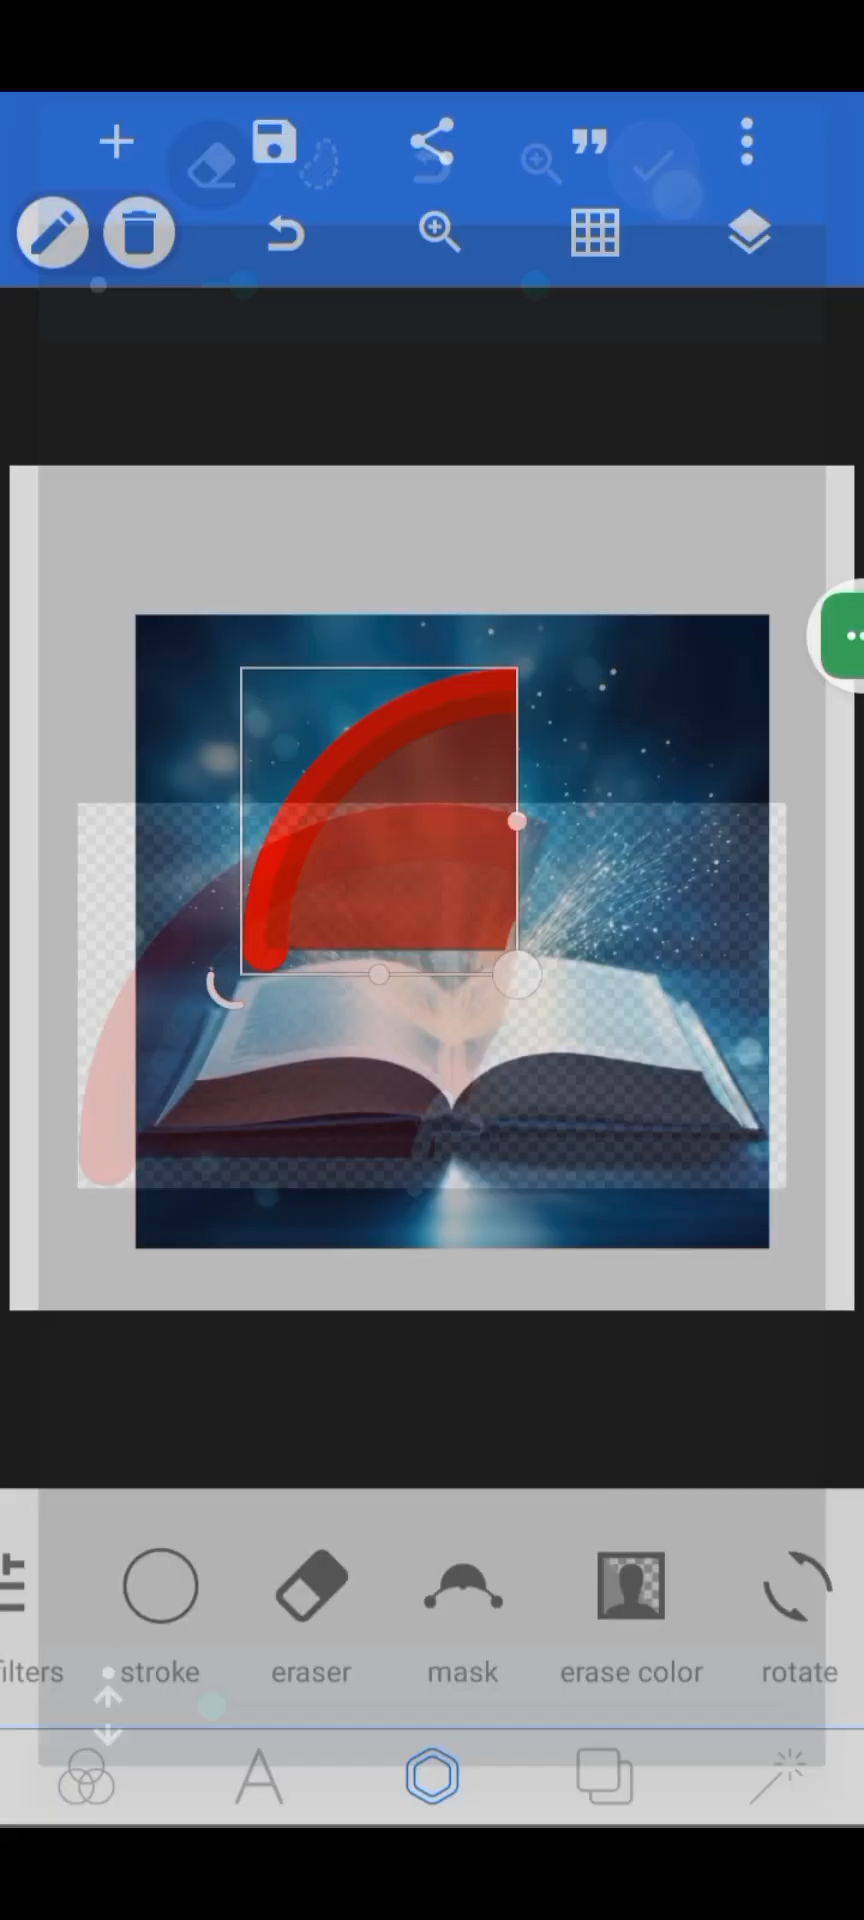 filters
stroke
eraser
mask
erase color
rotate